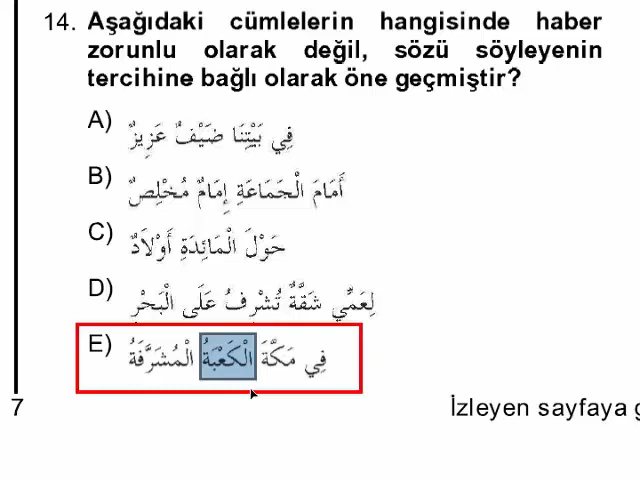 14. Aşağıdaki cümlelerin hangisinde haber
zorunlu olarak değil, sözü söyleyenin
tercihine bağlı olarak öne geçmiştir?
A) فِي بَيْتِنَا ضَيْفٌ عَزِيزٌ
B) أَمَامَ الْجَمَاعَةِ إِمَامٌ مُخْلِصٌ
C) حَوْلَ الْمَائِدَةِ أَوْلَادٌ
D) لِعَمِّي شَقَّةٌ تُشْرِفُ عَلَى الْبَحْرِ
E) فِي مَكَّةَ الْكَعْبَةُ الْمُشَرَّفَةُ
7
İzleyen sayfaya